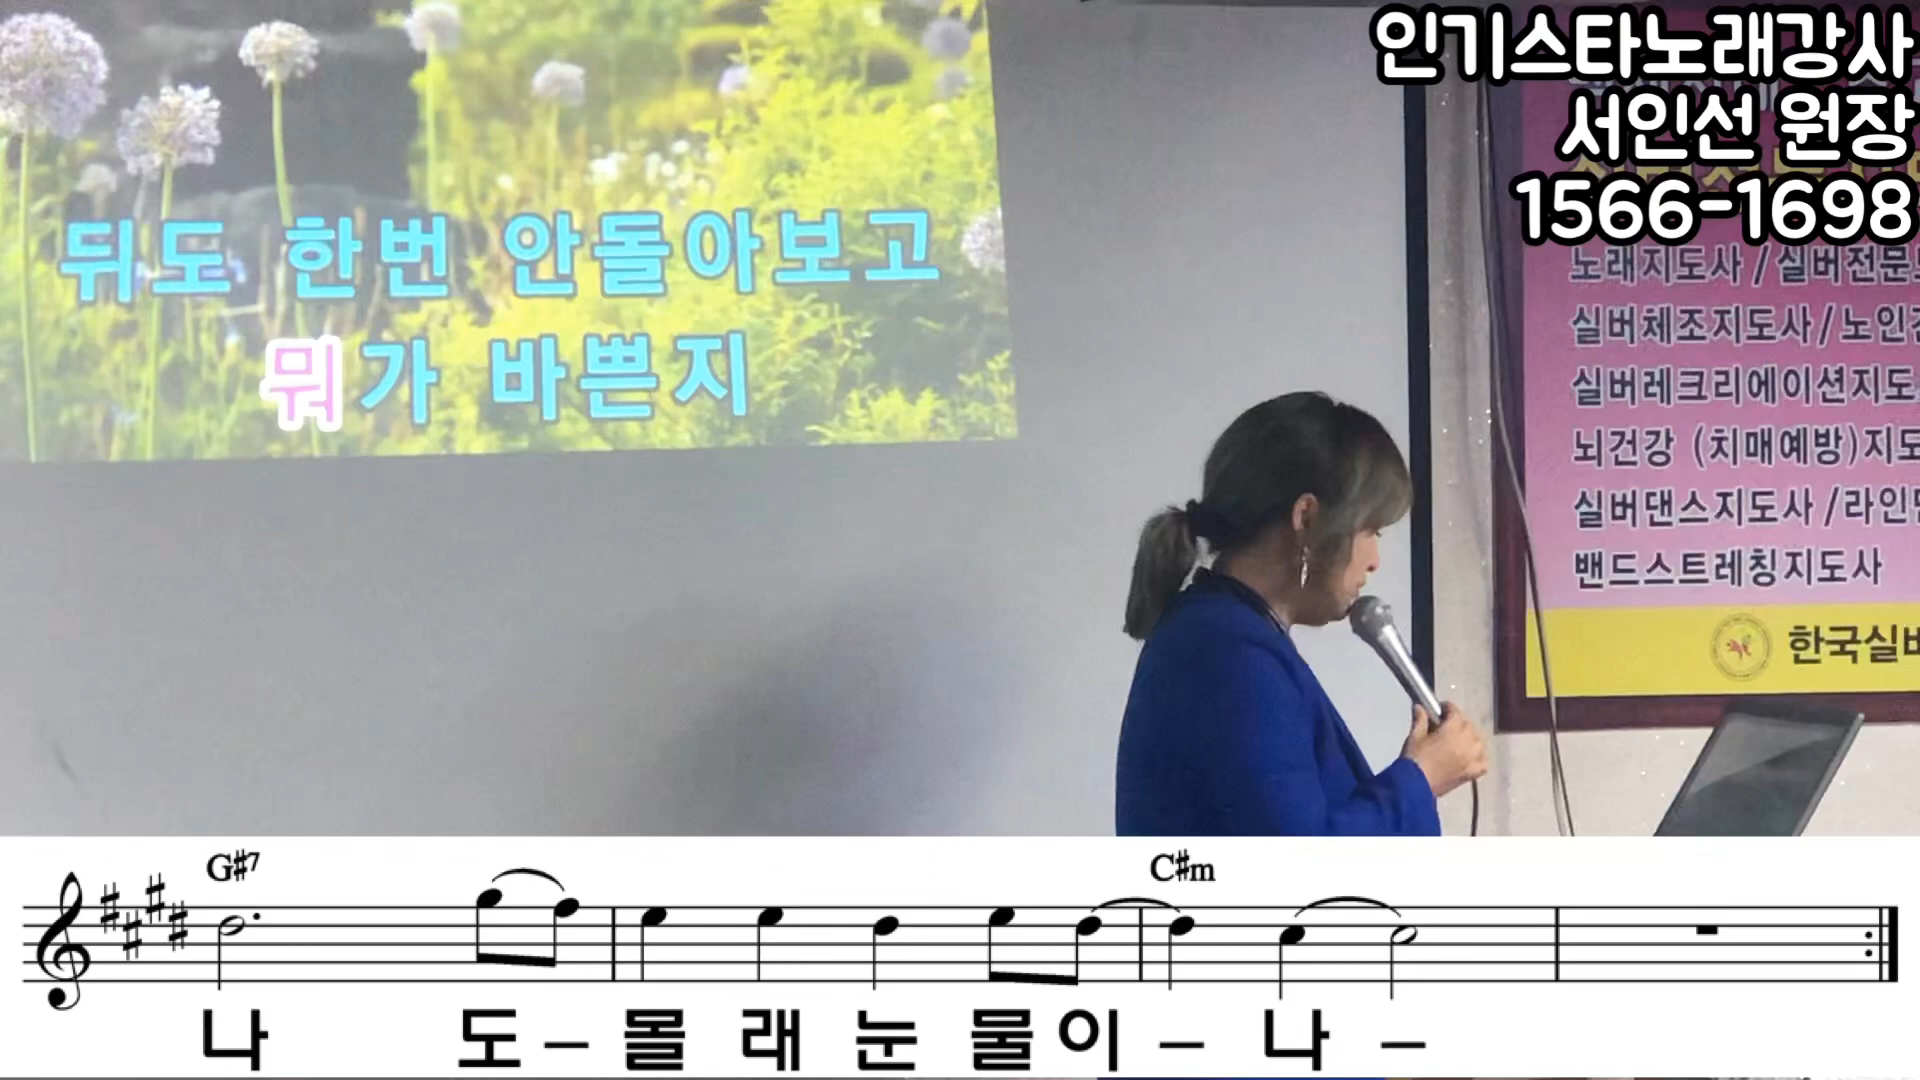 인기스타노래강사
서인선 원장
1566-1698
뒤도 한번 안돌아보고
뭐가 바쁜지
노래지도사 / 실버전문
실버체조지도사 / 노인
실버레크리에이션지도
뇌건강 (치매예방)지도
실버댄스지도사 / 라인
밴드스트레칭지도사
한국실버
G#7 C#m
나 도 – 몰 래 눈 물 이 – 나 –